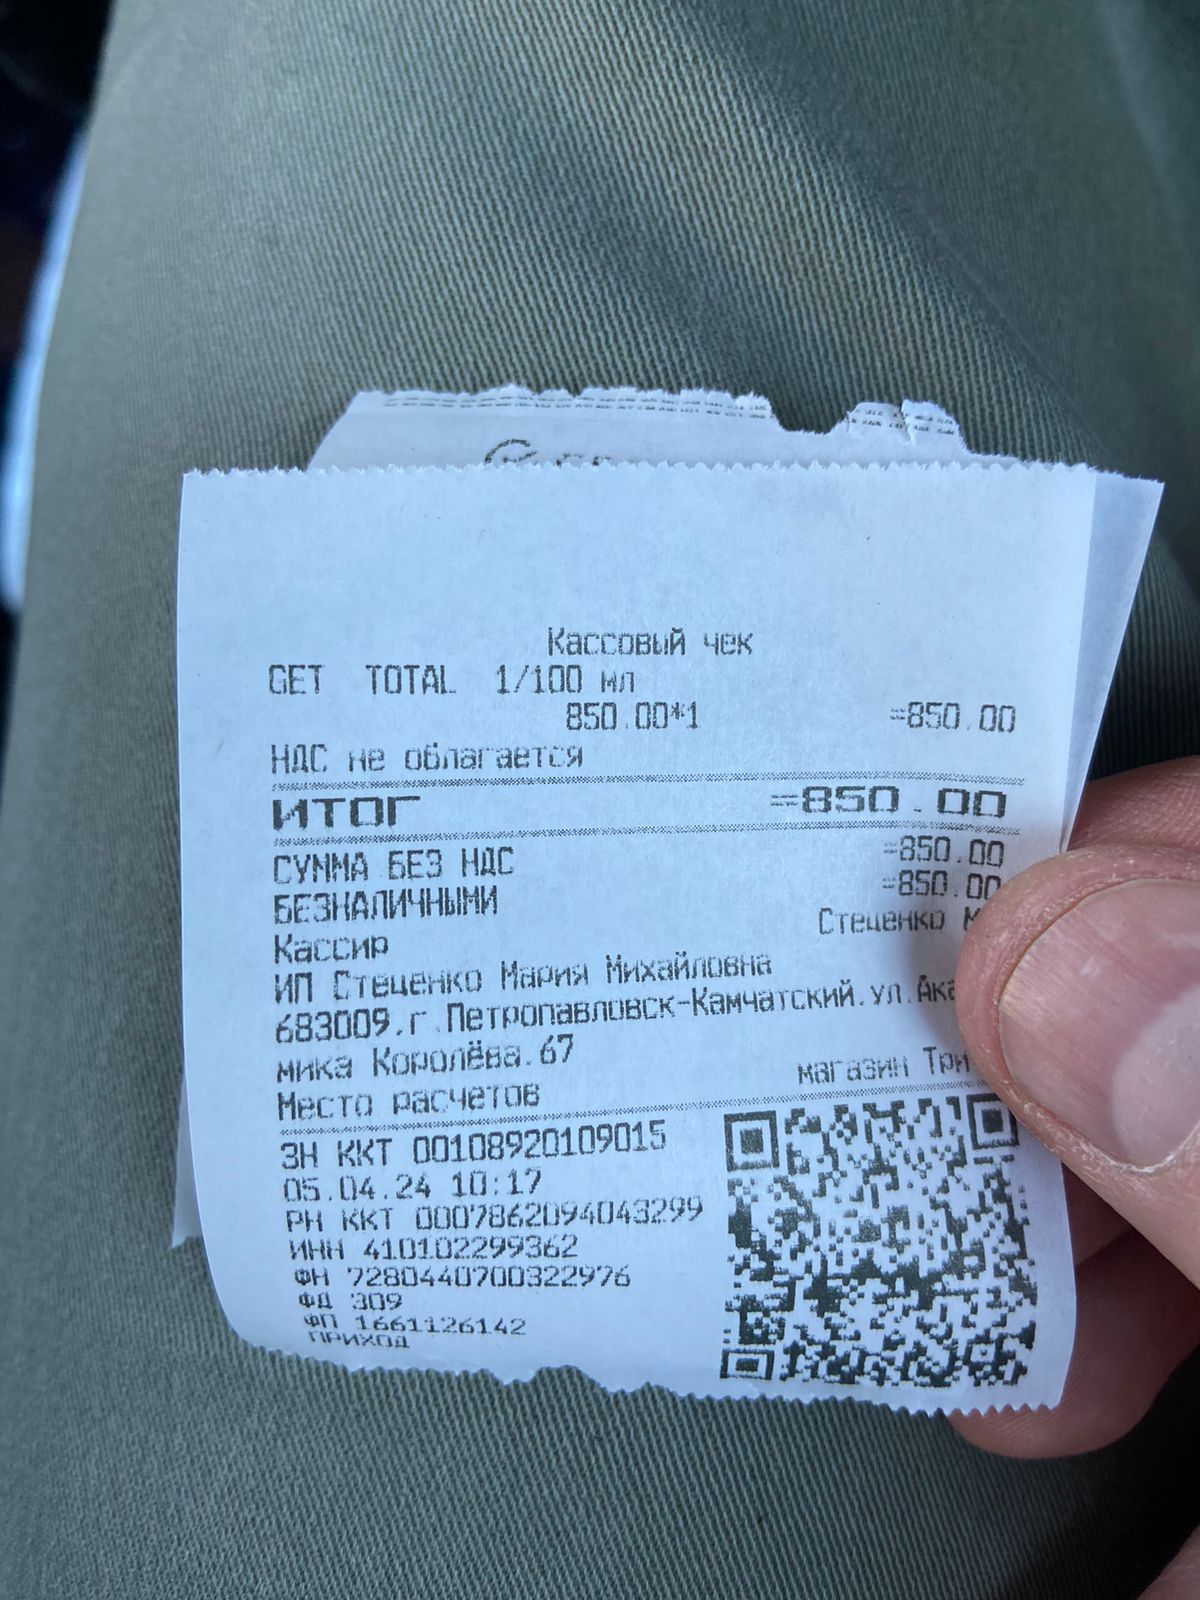 Кассовый чек
GET TOTAL 1/100 мл
850.00*1 =850.00
НДС не облагается
ИТОГ =850.00
СУММА БЕЗ НДС =850.00
БЕЗНАЛИЧНЫМИ =850.00
Кассир Стеценко
ИП Стеценко Мария Михайловна
683009.г.Петропавловск-Камчатский.ул.Ака
мика Королёва.67
Место расчетов магазин Три
ЗН ККТ 00108920109015
05.04.24 10:17
РН ККТ 0007862094043299
ИНН 410102299362
ФН 7280440700322976
ФД 309
ФП 1661126142
ПРИХОД